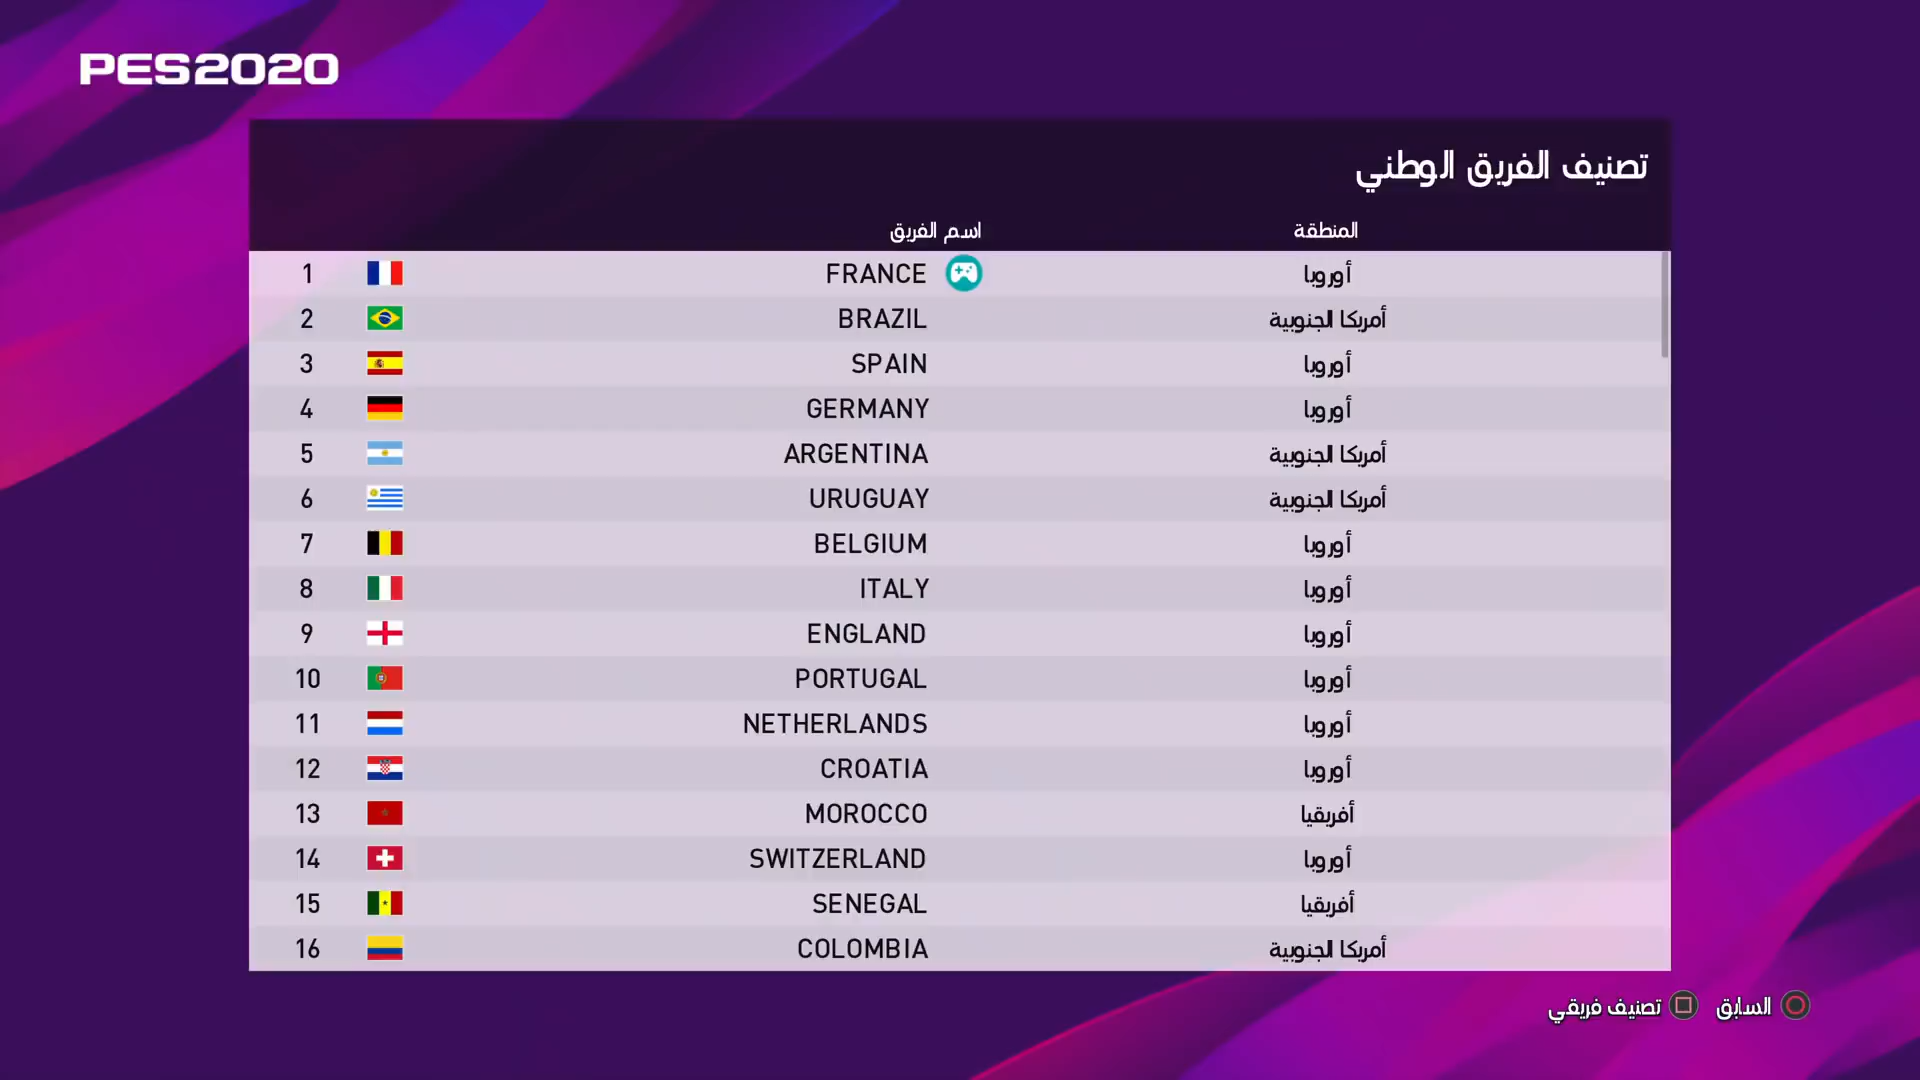 PES2020
تصنيف الفريق الوطني
المنطقة اسم الفريق
1 FRANCE أوروبا
2 BRAZIL أمريكا الجنوبية
3 SPAIN أوروبا
4 GERMANY أوروبا
5 ARGENTINA أمريكا الجنوبية
6 URUGUAY أمريكا الجنوبية
7 BELGIUM أوروبا
8 ITALY أوروبا
9 ENGLAND أوروبا
10 PORTUGAL أوروبا
11 NETHERLANDS أوروبا
12 CROATIA أوروبا
13 MOROCCO أفريقيا
14 SWITZERLAND أوروبا
15 SENEGAL أفريقيا
16 COLOMBIA أمريكا الجنوبية
السابق تصنيف فريقي